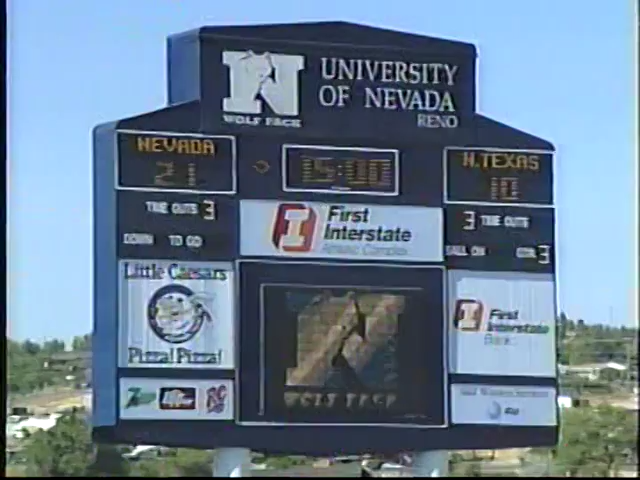 UNIVERSITY
OF NEVADA
RENO
N
WOLF PACK
NEVADA
21
15:00
N.TEXAS
10
TIME OUTS 3
3 TIME OUTS
DOWN TO GO
BALL ON QTR 3
First
Interstate
Little Caesars
Pizza! Pizza!
First
Interstate
Bank
WOLF PACK